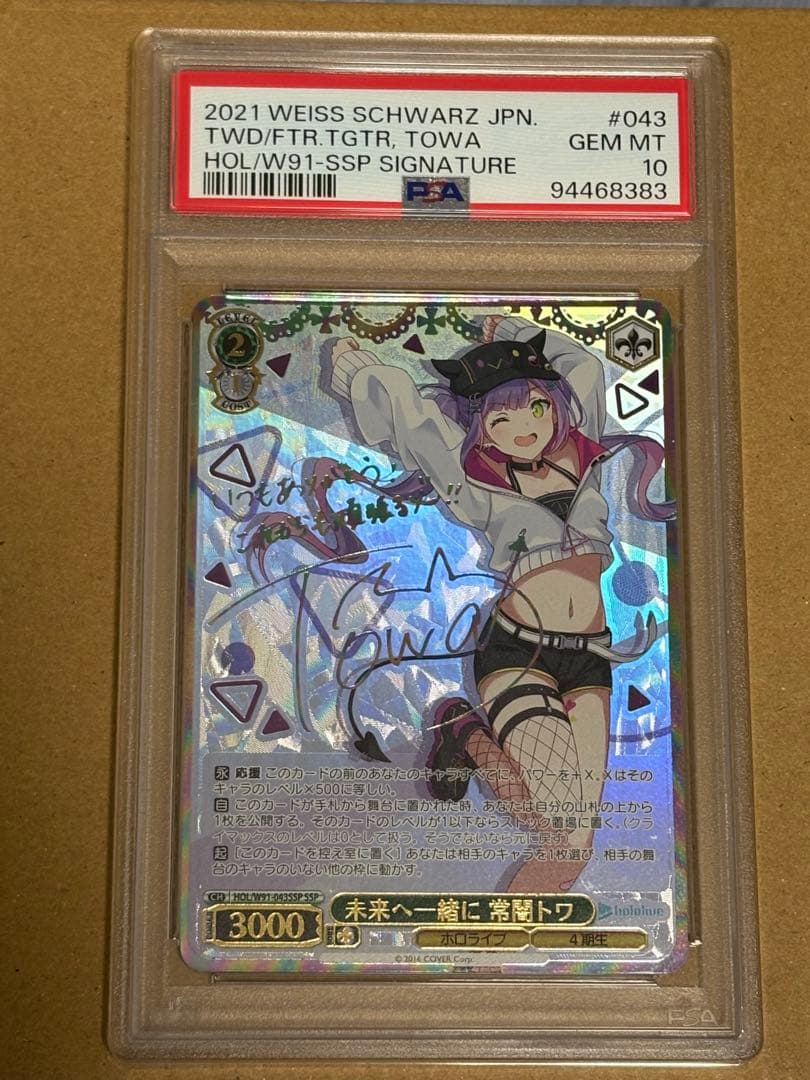 2021 WEISS SCHWARZ JPN. #043
TWD/FTR.TGTR, TOWA GEM MT
HOL/W91-SSP SIGNATURE 10
PSA 94468383
LEVEL
2
1
COST
いつもありがとう!
これからも頑張るぞ!!
Towa
永 応援 このカードの前のあなたのキャラすべてに、パワーを+X。Xはその
キャラのレベル×500に等しい。
自 このカードが手札から舞台に置かれた時、あなたは自分の山札の上から
1枚を公開する。そのカードのレベルが1以下ならストック置場に置く。(クラ
イマックスのレベルは0として扱う。そうでないなら元に戻す)
起 [このカードを控え室に置く] あなたは相手のキャラを1枚選び、相手の舞
台のキャラのいない他の枠に動かす。
CH HOL/W91-043SSP SSP
3000 未来へ一緒に 常闇トワ hololive
ホロライブ 4期生
© 2016 COVER Corp.
PSA